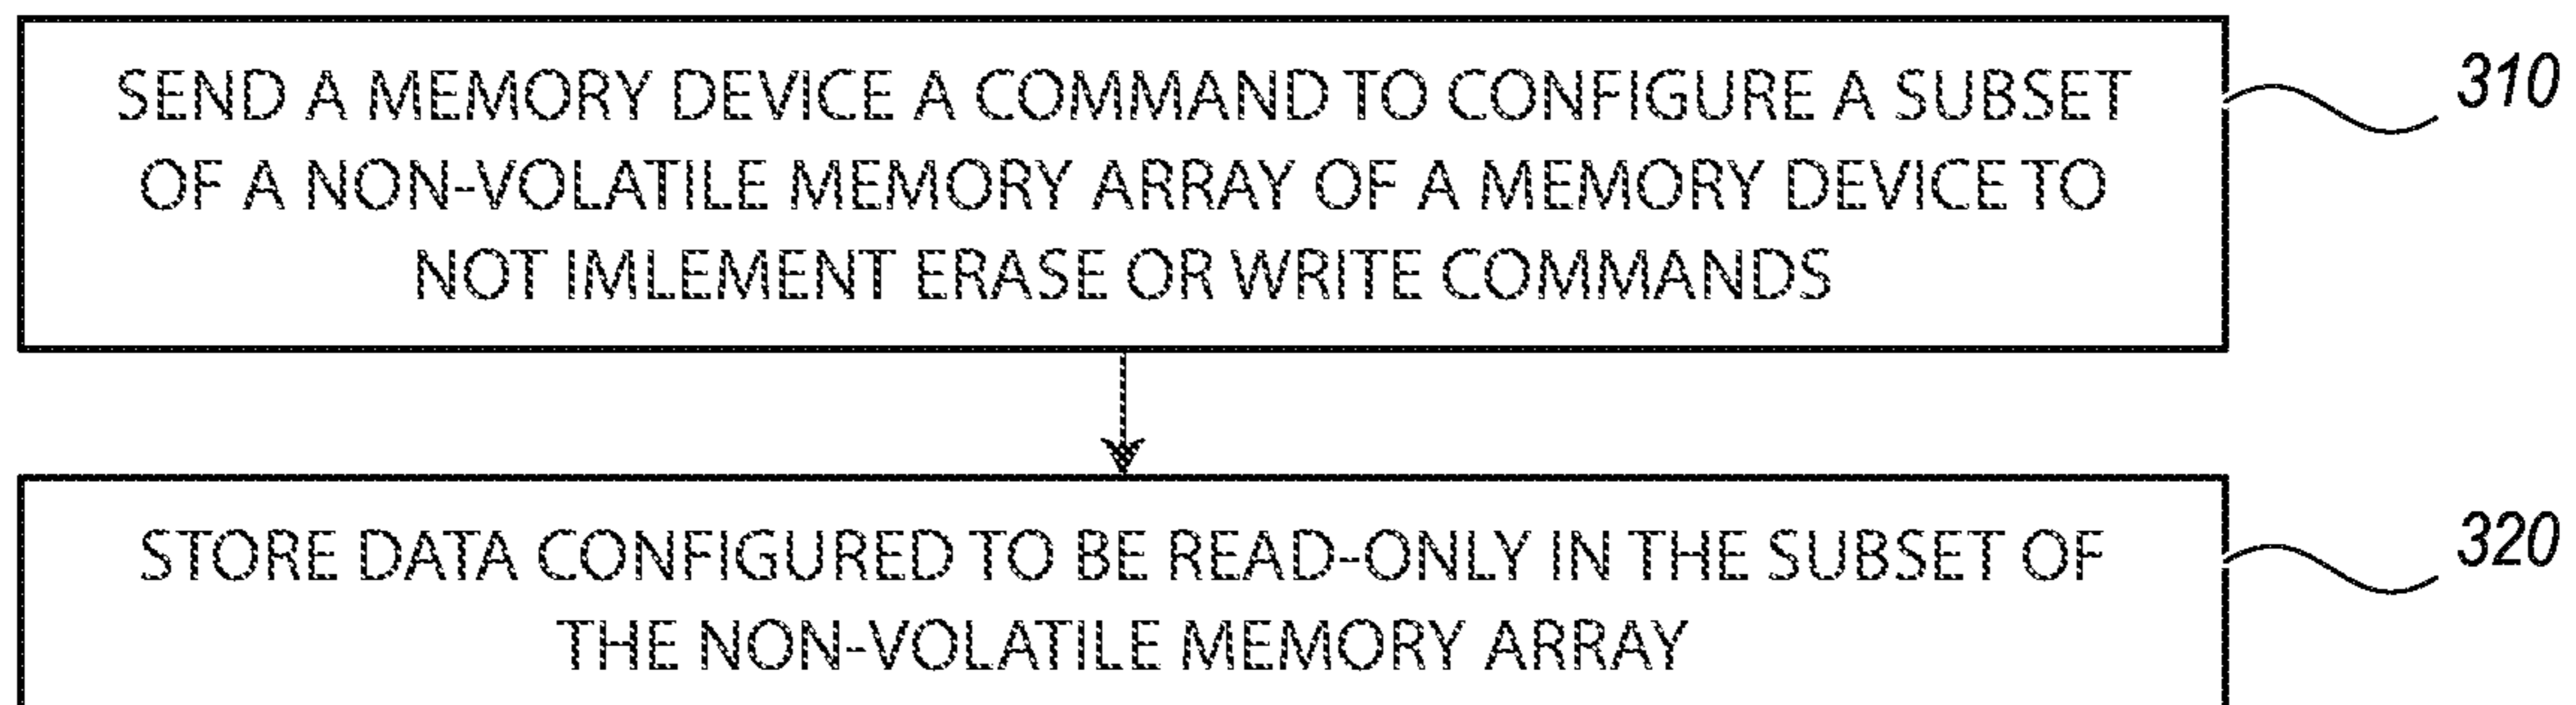 SEND A MEMORY DEVICE A COMMAND TO CONFIGURE A SUBSET
310
OF A NON-VOLATILE MEMORY ARRAY OF A MEMORY DEVICE TO
NOT IMLEMENT ERASE OR WRITE COMMANDS
STORE DATA CONFIGURED TO BE READ-ONLY IN THE SUBSET OF
320
THE NON-VOLATILE MEMORY ARRAY